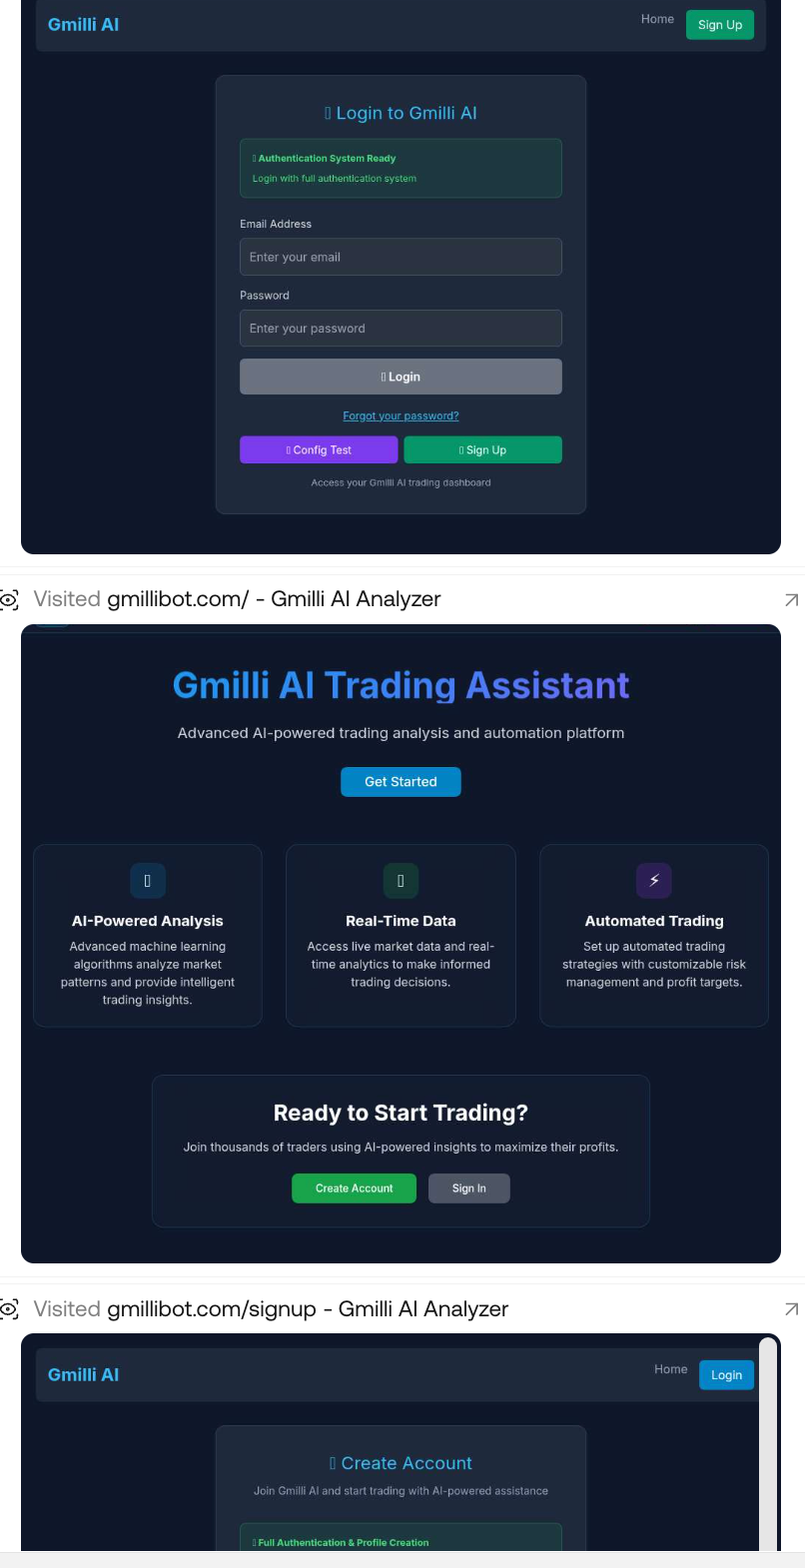 Gmilli AI
Home
Sign Up
Login to Gmilli AI
Authentication System Ready
Login with full authentication system
Email Address
Enter your email
Password
Enter your password
Login
Forgot your password?
Config Test
Sign Up
Access your Gmilli AI trading dashboard
Visited gmillibot.com/ - Gmilli AI Analyzer
Gmilli AI Trading Assistant
Advanced AI-powered trading analysis and automation platform
Get Started
AI-Powered Analysis
Advanced machine learning
algorithms analyze market
patterns and provide intelligent
trading insights.
Real-Time Data
Access live market data and real-
time analytics to make informed
trading decisions.
Automated Trading
Set up automated trading
strategies with customizable risk
management and profit targets.
Ready to Start Trading?
Join thousands of traders using AI-powered insights to maximize their profits.
Create Account
Sign In
Visited gmillibot.com/signup - Gmilli AI Analyzer
Gmilli AI
Home
Login
Create Account
Join Gmilli AI and start trading with AI-powered assistance
Full Authentication & Profile Creation